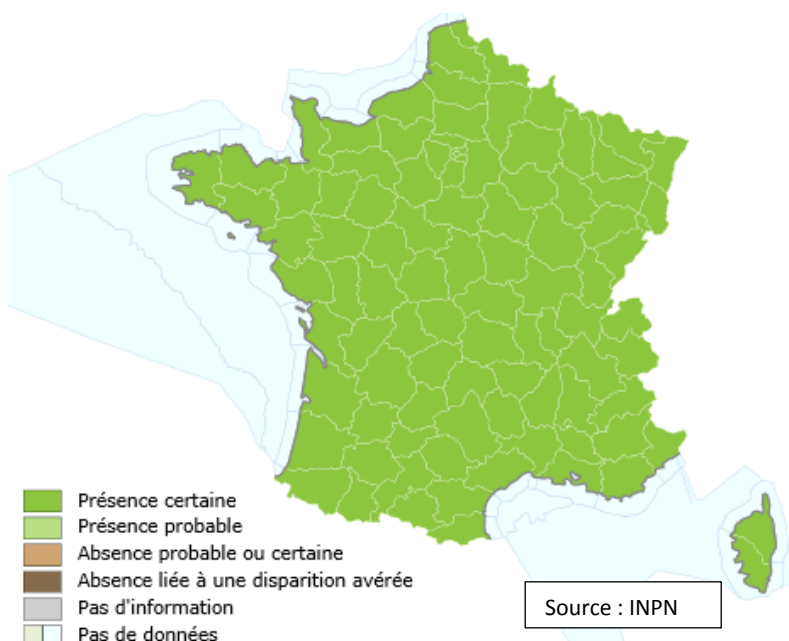 Présence certaine
Présence probable
Absence probable ou certaine
Absence liée à une disparition avérée
Pas d'information
Pas de données
Source : INPN